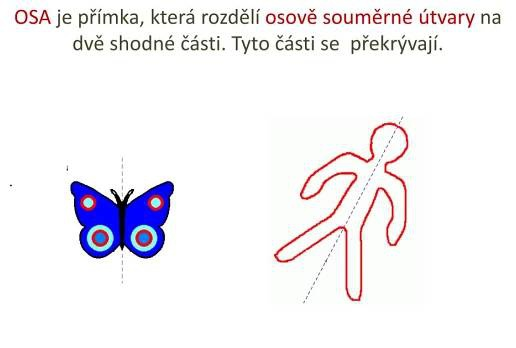 OSA je přímka, která rozdělí osově souměrné útvary na
dvě shodné části. Tyto části se překrývají.